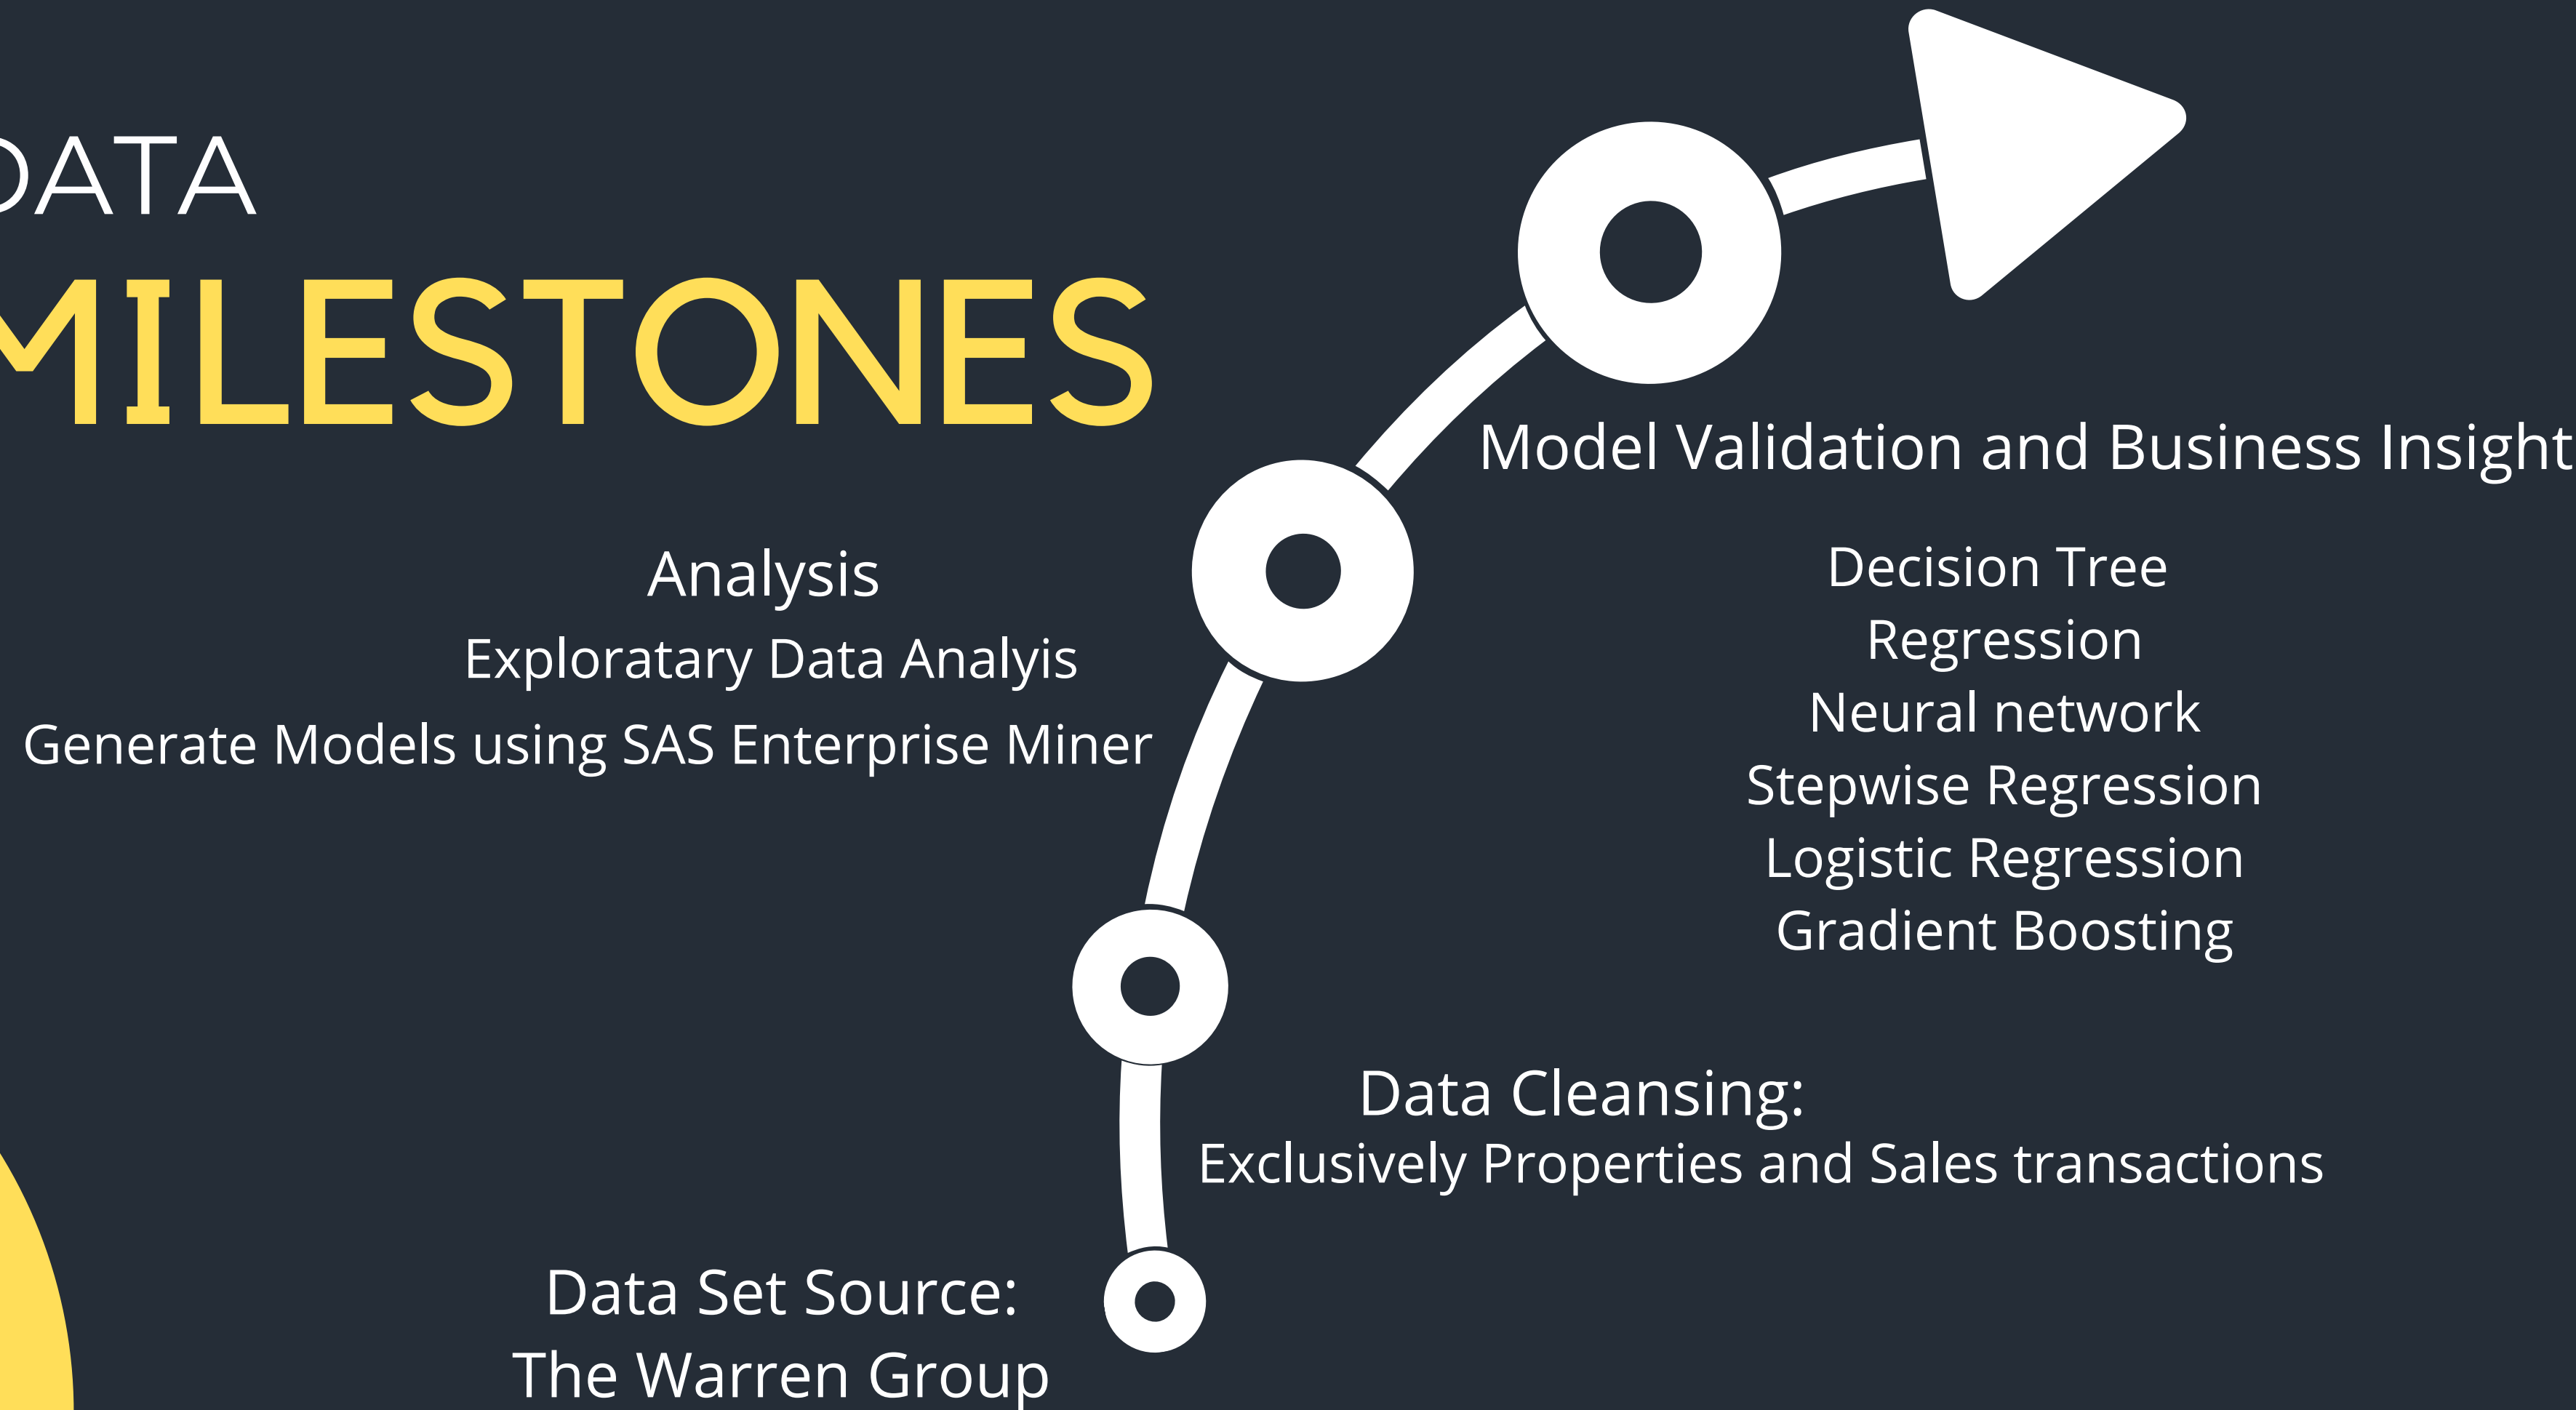 DATA
MILESTONES
Model Validation and Business Insight
Decision Tree
Regression
Neural network
Stepwise Regression
Logistic Regression
Gradient Boosting
Analysis
Exploratary Data Analyis
Generate Models using SAS Enterprise Miner
Data Cleansing:
Exclusively Properties and Sales transactions
Data Set Source:
The Warren Group